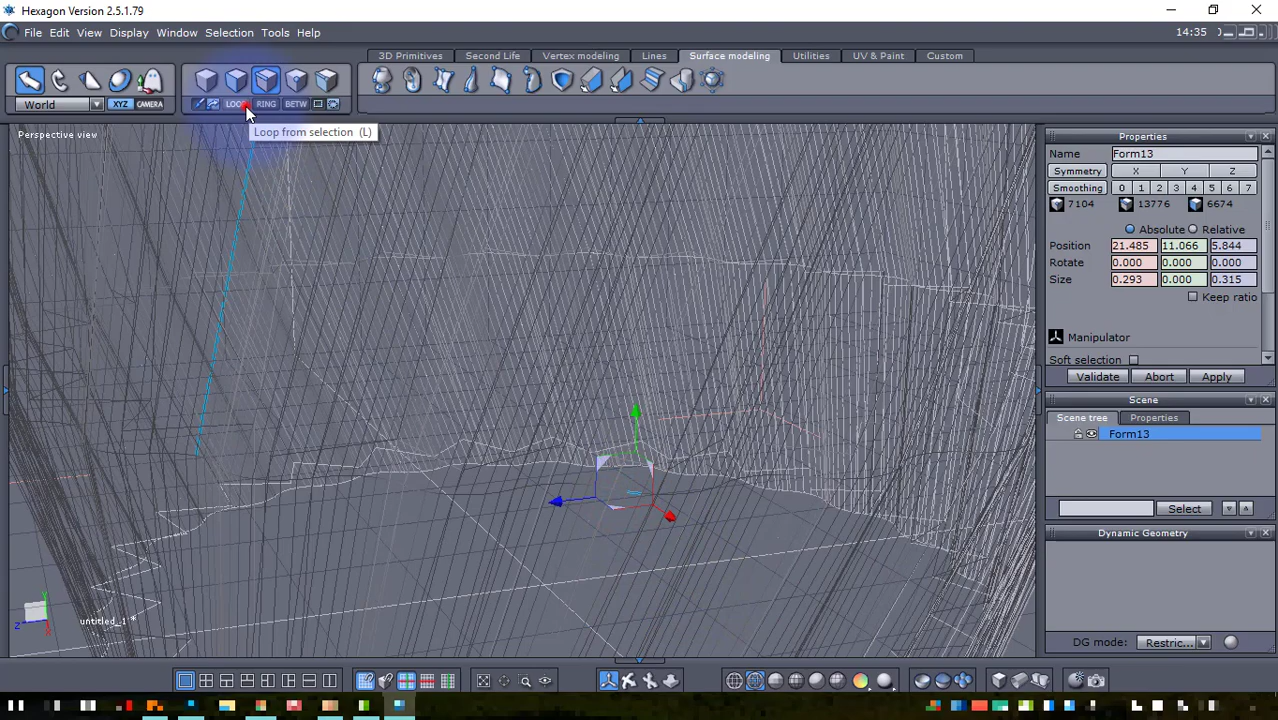 Hexagon Version 2.5.1.79
File Edit View Display Window Selection Tools Help
14:35
3D Primitives Second Life Vertex modeling Lines Surface modeling Utilities UV & Paint Custom
World XYZ CAMERA
LOOP RING BETW
Loop from selection (L)
Perspective view
Properties
Name Form13
Symmetry X Y Z
Smoothing 0 1 2 3 4 5 6 7
7104 13776 6674
Absolute Relative
Position 21.485 11.066 5.844
Rotate 0.000 0.000 0.000
Size 0.293 0.000 0.315
Keep ratio
Manipulator
Soft selection
Validate Abort Apply
Scene
Scene tree Properties
Form13
Select
Dynamic Geometry
Y
Z X
untitled_1 *
DG mode: Restric...